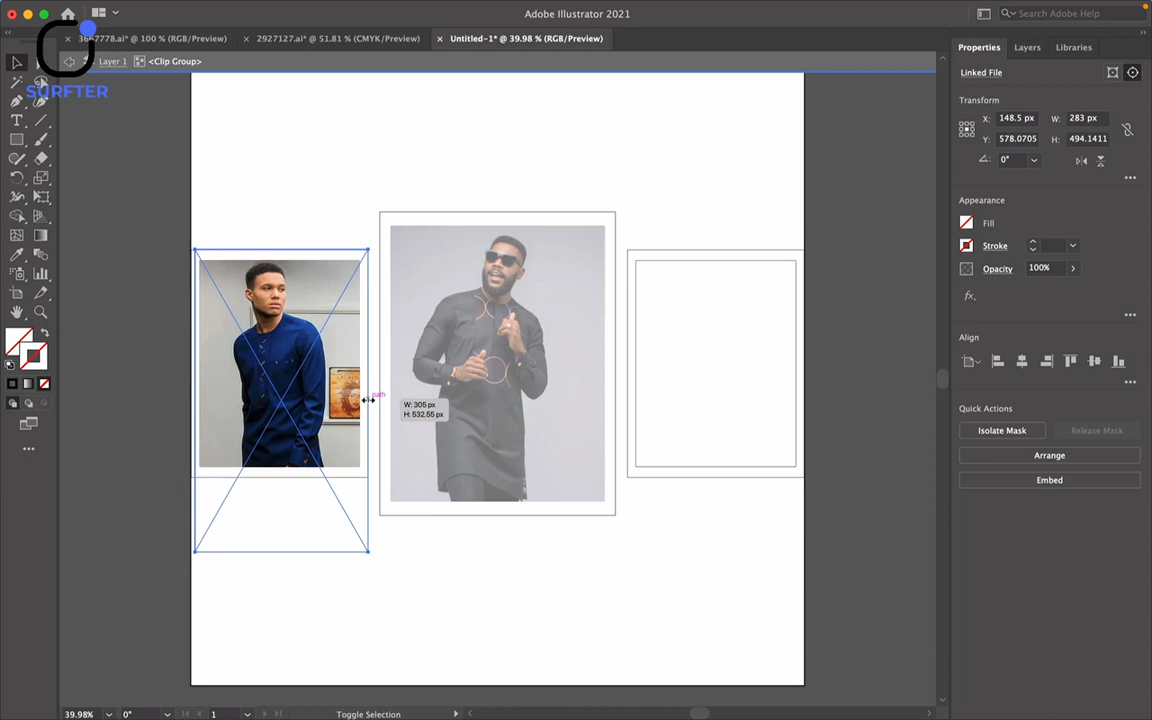 Adobe Illustrator 2021
Search Adobe Help
3667778.ai* @ 100 % (RGB/Preview)
2927127.ai* @ 51.81 % (CMYK/Preview)
Untitled-1* @ 39.98 % (RGB/Preview)
Layer 1
<Clip Group>
SURFTER
Properties
Layers
Libraries
Linked File
Transform
X:
148.5 px
W:
283 px
Y:
578.0705
H:
494.1411
0°
Appearance
Fill
Stroke
Opacity
100%
fx.
Align
Quick Actions
Isolate Mask
Release Mask
Arrange
Embed
path
W: 305 px
H: 532.55 px
39.98%
0°
1
Toggle Selection